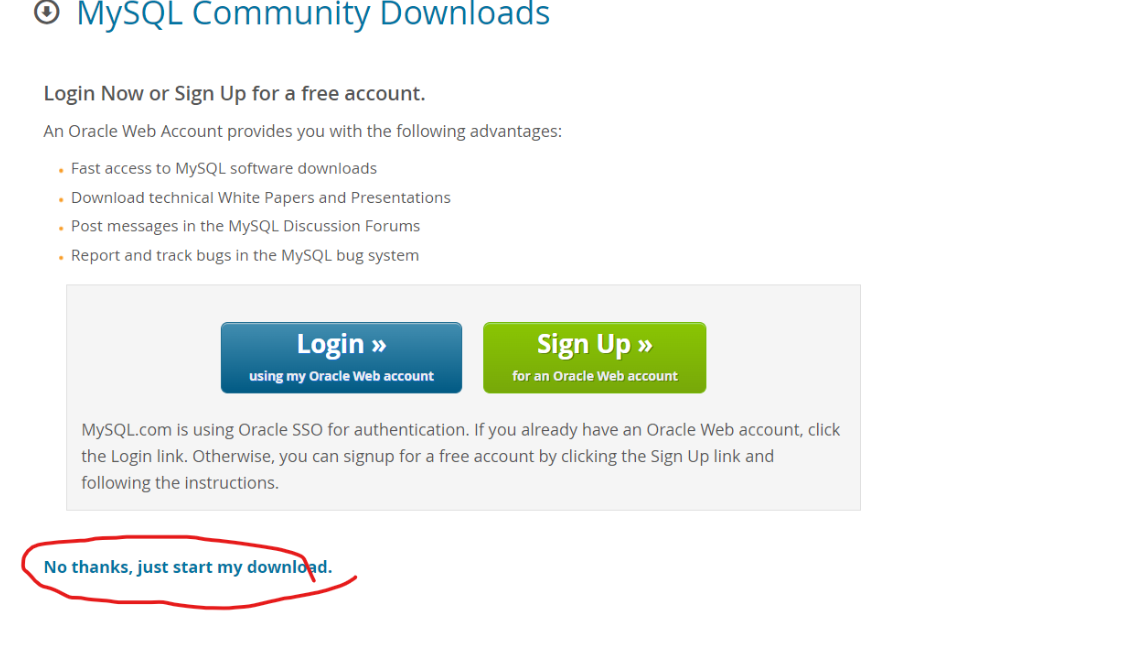 MySQL Community Downloads
Login Now or Sign Up for a free account.
An Oracle Web Account provides you with the following advantages:
Fast access to MySQL software downloads
Download technical White Papers and Presentations
Post messages in the MySQL Discussion Forums
Report and track bugs in the MySQL bug system
Login »
using my Oracle Web account
Sign Up »
for an Oracle Web account
MySQL.com is using Oracle SSO for authentication. If you already have an Oracle Web account, click
the Login link. Otherwise, you can signup for a free account by clicking the Sign Up link and
following the instructions.
No thanks, just start my download.